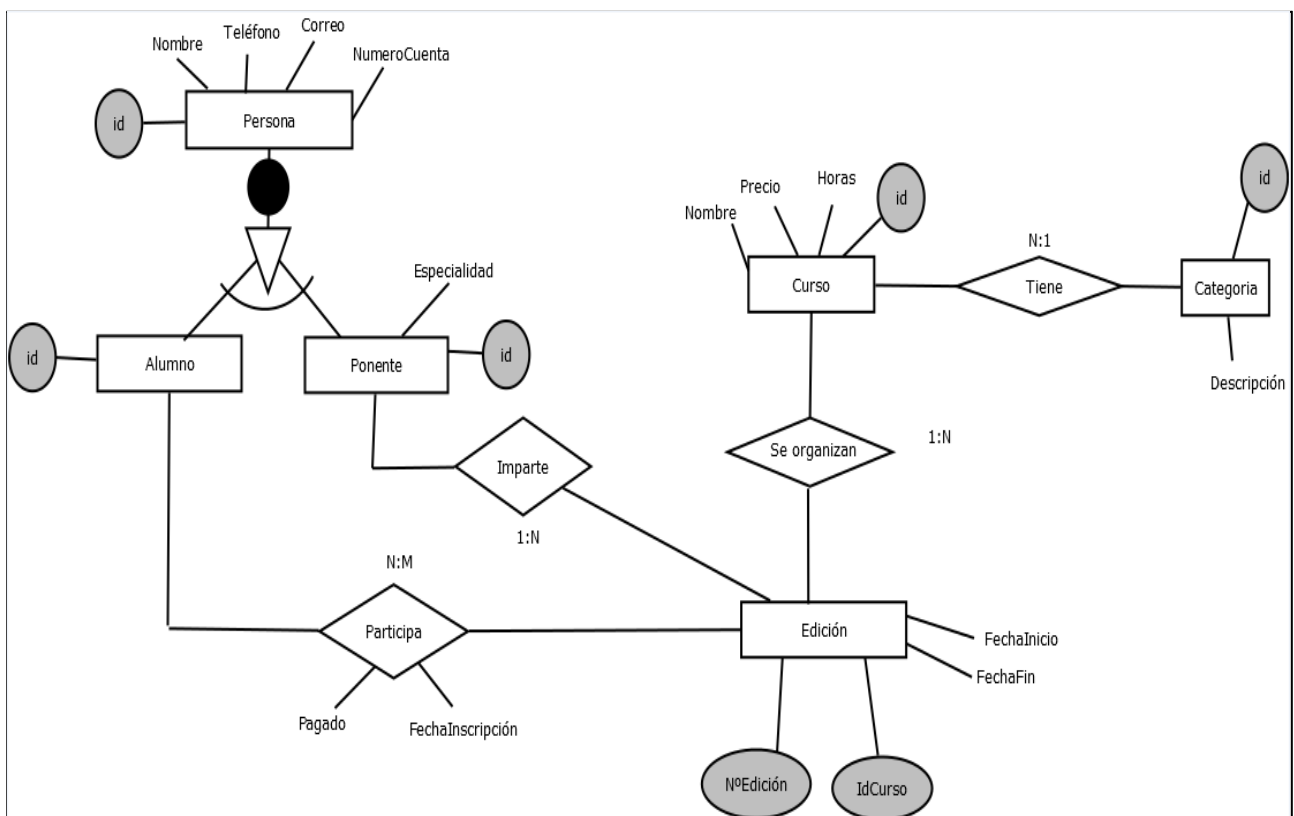 Correo
Teléfono
Nombre
NumeroCuenta
id
Persona
id
id
Horas
Precio
Nombre
N:1
Especialidad
Curso
Tiene
Categoria
id
Alumno
Ponente
id
Descripción
1:N
Se organizan
Imparte
1:N
N:M
Participa
Edición
FechaInicio
FechaFin
Pagado
FechaInscripción
NºEdición
IdCurso